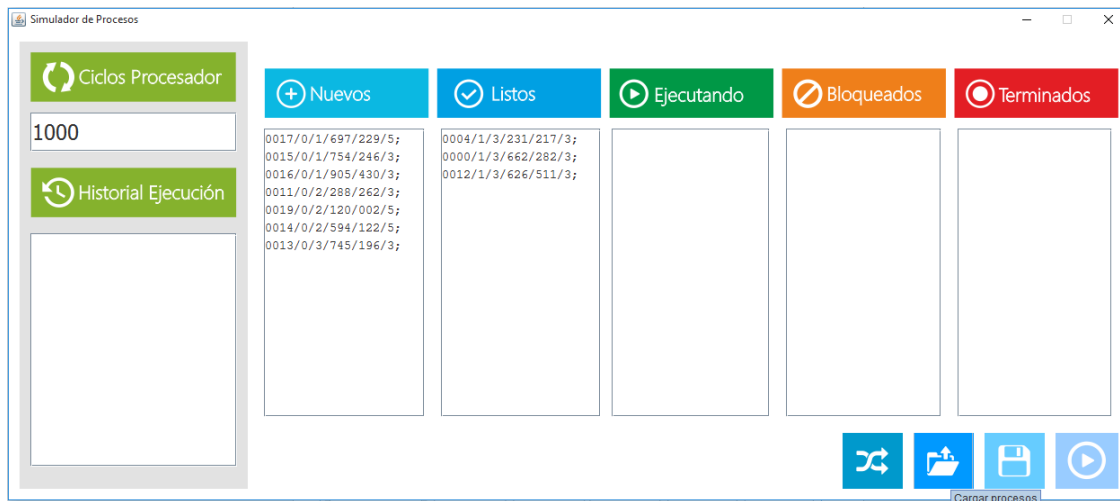 Simulador de Procesos
Ciclos Procesador
1000
Historial Ejecución
Nuevos
0017/0/1/697/229/5;
0015/0/1/754/246/3;
0016/0/1/905/430/3;
0011/0/2/288/262/3;
0019/0/2/120/002/5;
0014/0/2/594/122/5;
0013/0/3/745/196/3;
Listos
0004/1/3/231/217/3;
0000/1/3/662/282/3;
0012/1/3/626/511/3;
Ejecutando
Bloqueados
Terminados
Cargar procesos